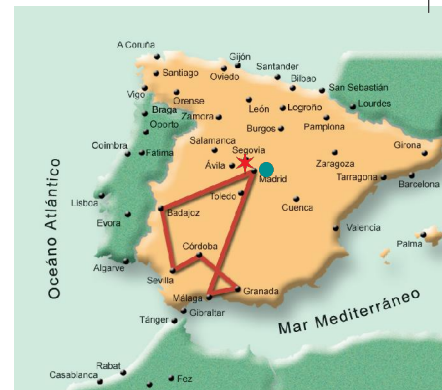 A Coruña
Gijón
Oviedo
Santander
Bilbao
San Sebastián
Santiago
Lourdes
Vigo
Orense
León
Logroño
Braga
Zamora
Burgos
Pamplona
Oporto
Salamanca
Girona
Coimbra
Fátima
Segovia
Zaragoza
Ávila
Madrid
Tarragona
Barcelona
Toledo
Lisboa
Cuenca
Badajoz
Evora
Valencia
Palma
Córdoba
Algarve
Sevilla
Granada
Málaga
Gibraltar
Tánger
Mar Mediterráneo
Océano Atlántico
Rabat
Casablanca
Foz